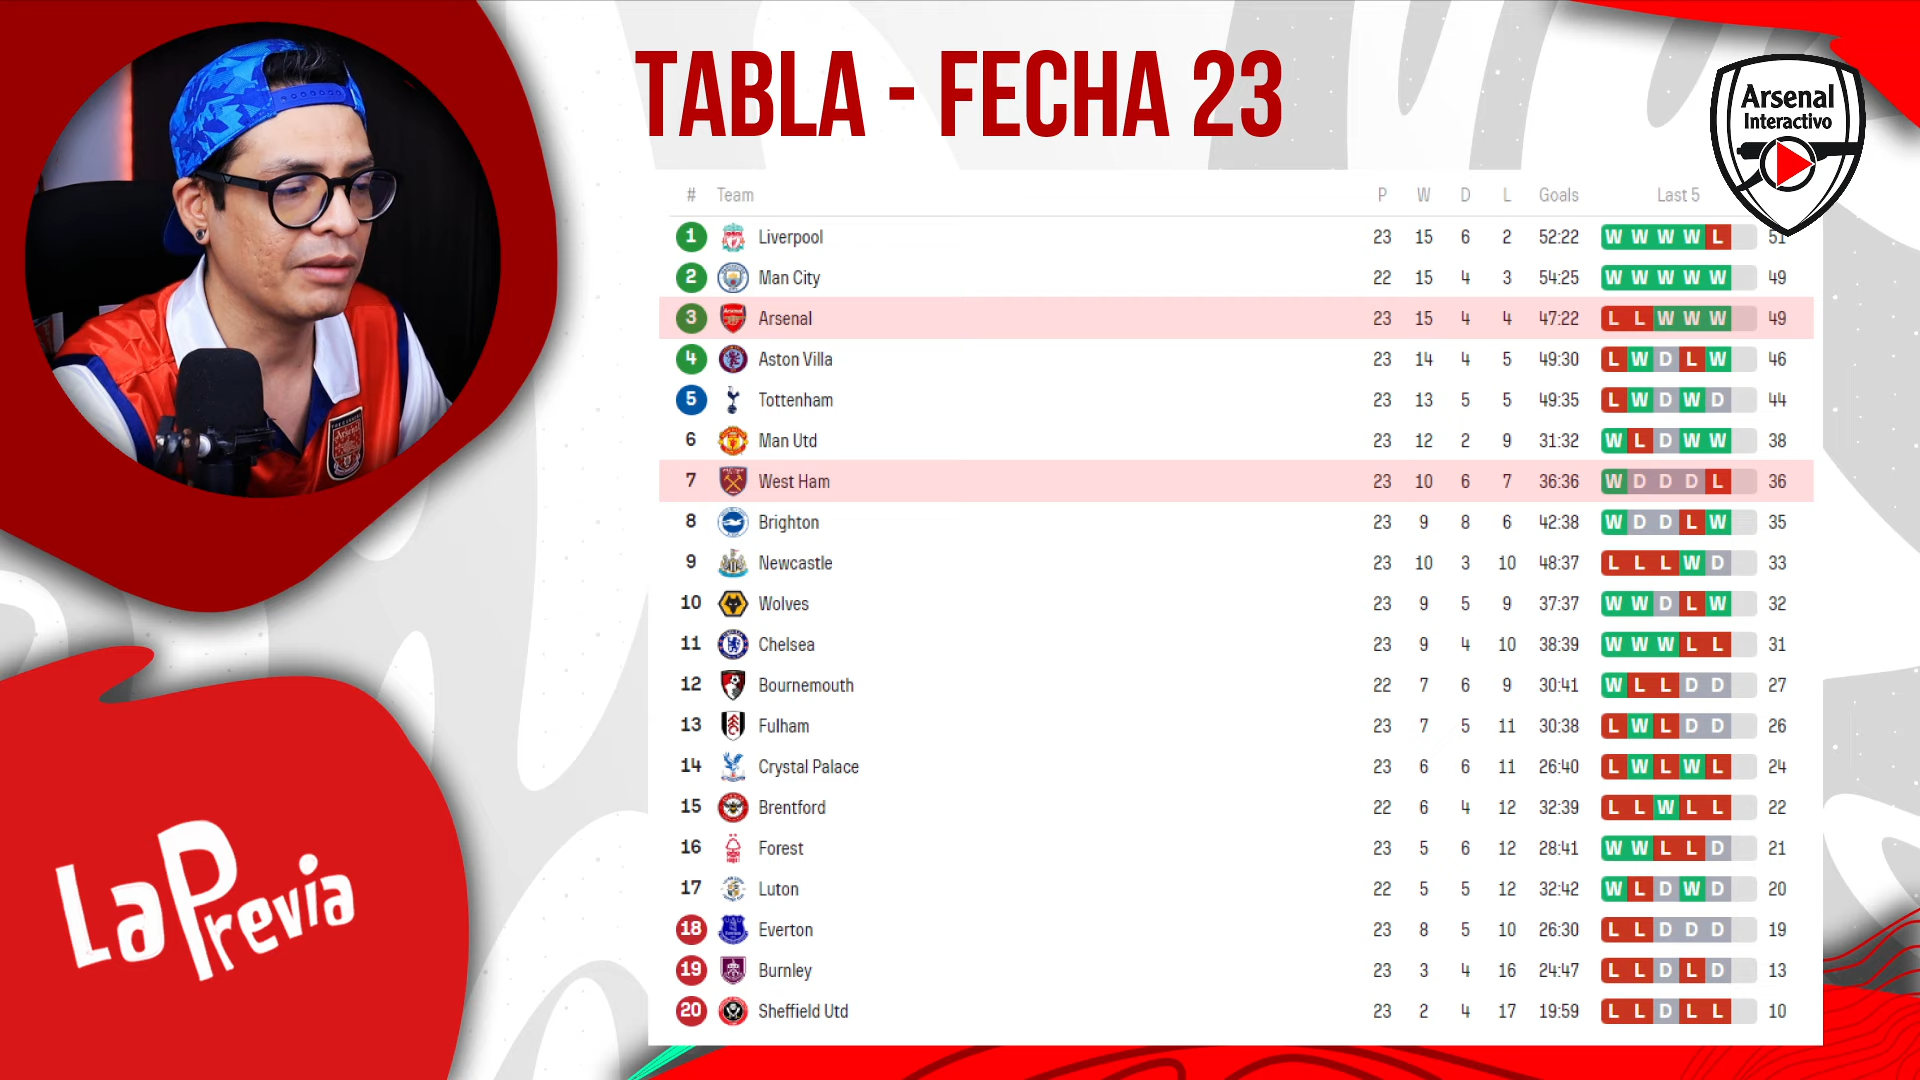 TABLA - FECHA 23
Arsenal
Interactivo
# Team P W D L Goals Last 5
1 Liverpool 23 15 6 2 52:22 W W W W L 51
2 Man City 22 15 4 3 54:25 W W W W W 49
3 Arsenal 23 15 4 4 47:22 L L W W W 49
4 Aston Villa 23 14 4 5 49:30 L W D L W 46
5 Tottenham 23 13 5 5 49:35 L W D W D 44
6 Man Utd 23 12 2 9 31:32 W L D W W 38
7 West Ham 23 10 6 7 36:36 W D D D L 36
8 Brighton 23 9 8 6 42:38 W D D L W 35
9 Newcastle 23 10 3 10 48:37 L L L W D 33
10 Wolves 23 9 5 9 37:37 W W D L W 32
11 Chelsea 23 9 4 10 38:39 W W W L L 31
12 Bournemouth 22 7 6 9 30:41 W L L D D 27
13 Fulham 23 7 5 11 30:38 L W L D D 26
14 Crystal Palace 23 6 6 11 26:40 L W L W L 24
15 Brentford 22 6 4 12 32:39 L L W L L 22
16 Forest 23 5 6 12 28:41 W W L L D 21
17 Luton 22 5 5 12 32:42 W L D W D 20
18 Everton 23 8 5 10 26:30 L L D D D 19
19 Burnley 23 3 4 16 24:47 L L D L D 13
20 Sheffield Utd 23 2 4 17 19:59 L L D L L 10
La Previa